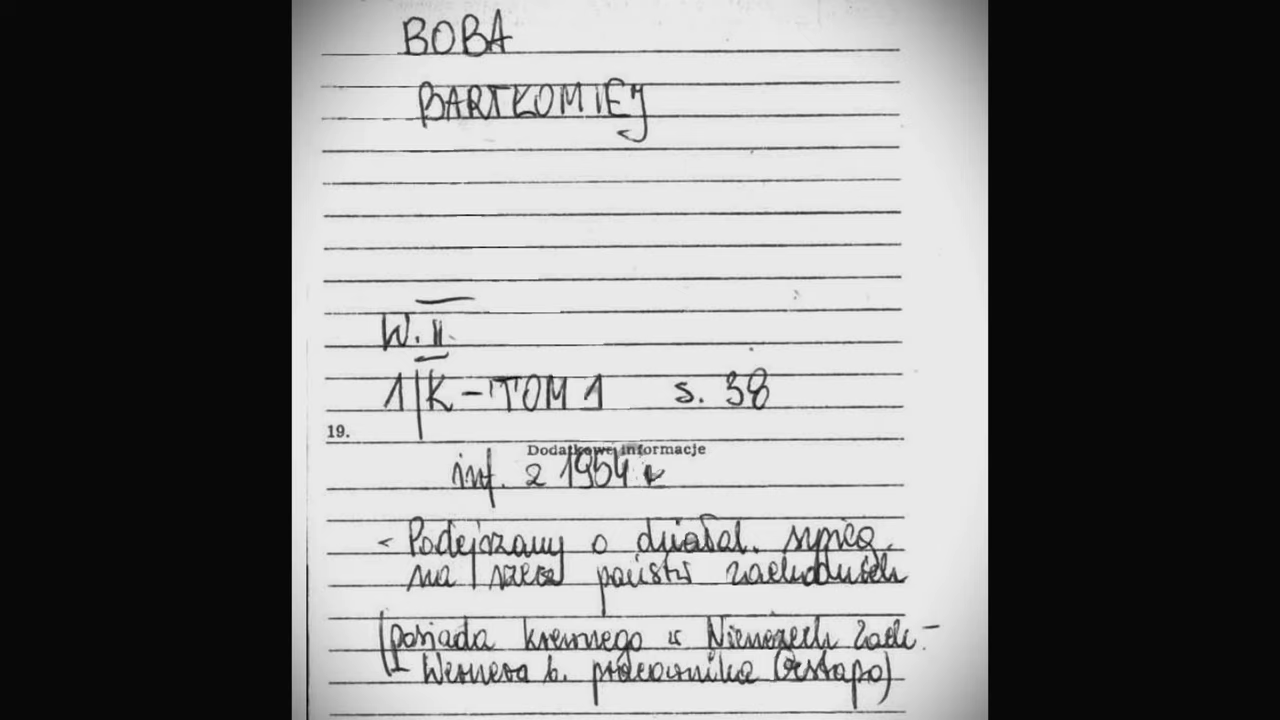 BOBA
BARTŁOMIEJ
W. II.
1/K - TOM 1 s. 38
19.
Dodatkowe informacje
inf. z 1954 r
- Podejrzany o działal. szpieg.
na rzecz państw zachodnich
(posiada krewnego w Niemczech Zach -
- Wernera b. pracownika Gestapo)